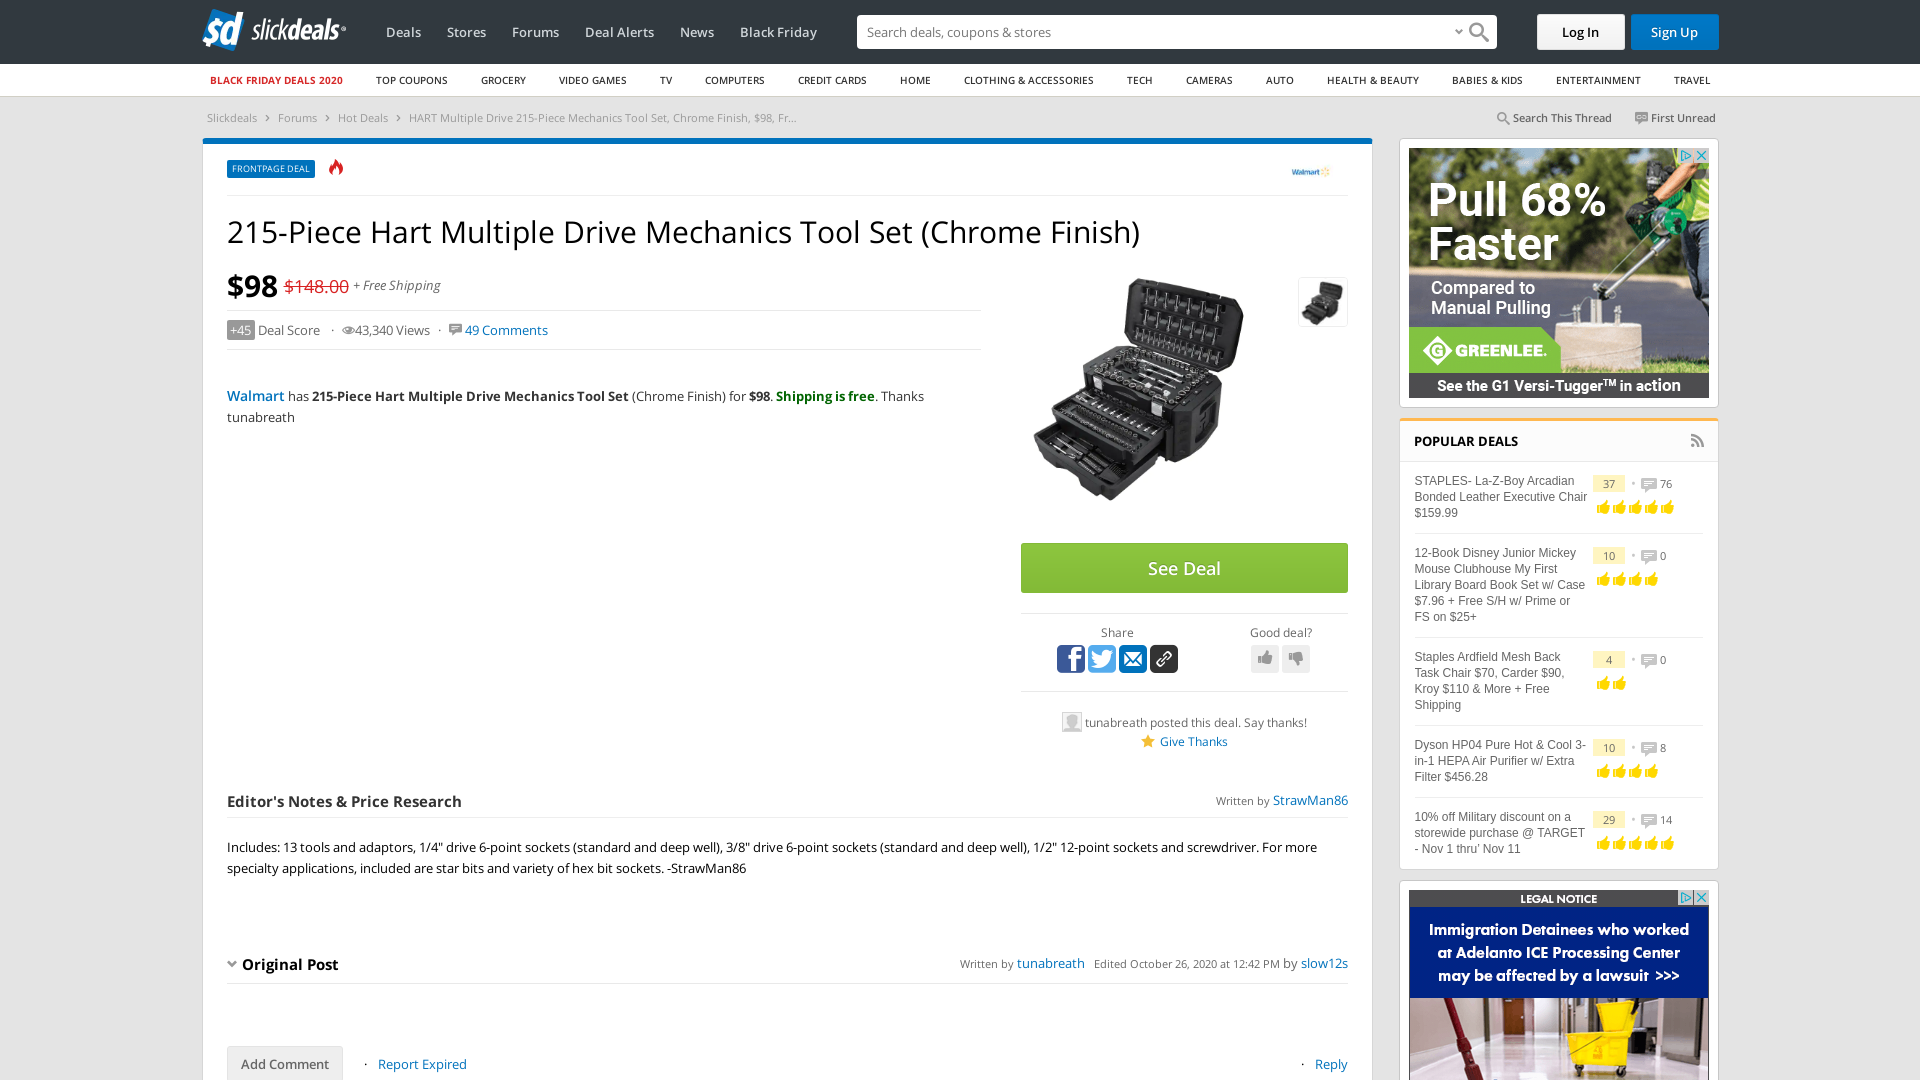 sd slickdeals
Deals Stores Forums Deal Alerts News Black Friday
Search deals, coupons & shopping
Log In Sign Up
BLACK FRIDAY DEALS 2020 TOP COUPONS GROCERY VIDEO GAMES TV COMPUTERS CREDIT CARDS HOME CLOTHING & ACCESSORIES TECH CAMERAS AUTO HEALTH & BEAUTY BABIES & KIDS ENTERTAINMENT TRAVEL
Slickdeals > Forums > Hot Deals > HART Multiple Drive 215-Piece Mechanics Tool Set, Chrome Finish, $98, Fr...
Search This Thread First Unread
FRONTPAGE DEAL
Walmart
215-Piece Hart Multiple Drive Mechanics Tool Set (Chrome Finish)
$98 $148.00 + Free Shipping
+45 Deal Score · 43,340 Views · 49 Comments
Walmart has 215-Piece Hart Multiple Drive Mechanics Tool Set (Chrome Finish) for $98. Shipping is free. Thanks
tunabreath
See Deal
Share Good deal?
tunabreath posted this deal. Say thanks!
Give Thanks
Editor's Notes & Price Research
Written by StrawMan86
Includes: 13 tools and adaptors, 1/4" drive 6-point sockets (standard and deep well), 3/8" drive 6-point sockets (standard and deep well), 1/2" 12-point sockets and screwdriver. For more
specialty applications, included are star bits and variety of hex bit sockets. -StrawMan86
Original Post
Written by tunabreath Edited October 26, 2020 at 12:42 PM by slow12s
Add Comment · Report Expired · Reply
Pull 68%
Faster
Compared to
Manual Pulling
G GREENLEE.
See the G1 Versi-Tugger™ in action
POPULAR DEALS
STAPLES- La-Z-Boy Arcadian
Bonded Leather Executive Chair
$159.99
37 • 76
12-Book Disney Junior Mickey
Mouse Clubhouse My First
Library Board Book Set w/ Case
$7.96 + Free S/H w/ Prime or
FS on $25+
10 • 0
Staples Ardfield Mesh Back
Task Chair $70, Carder $90,
Kroy $110 & More + Free
Shipping
4 • 0
Dyson HP04 Pure Hot & Cool 3-
in-1 HEPA Air Purifier w/ Extra
Filter $456.28
10 • 8
10% off Military discount on a
storewide purchase @ TARGET
- Nov 1 thru' Nov 11
29 • 14
LEGAL NOTICE
Immigration Detainees who worked
at Adelanto ICE Processing Center
may be affected by a lawsuit >>>